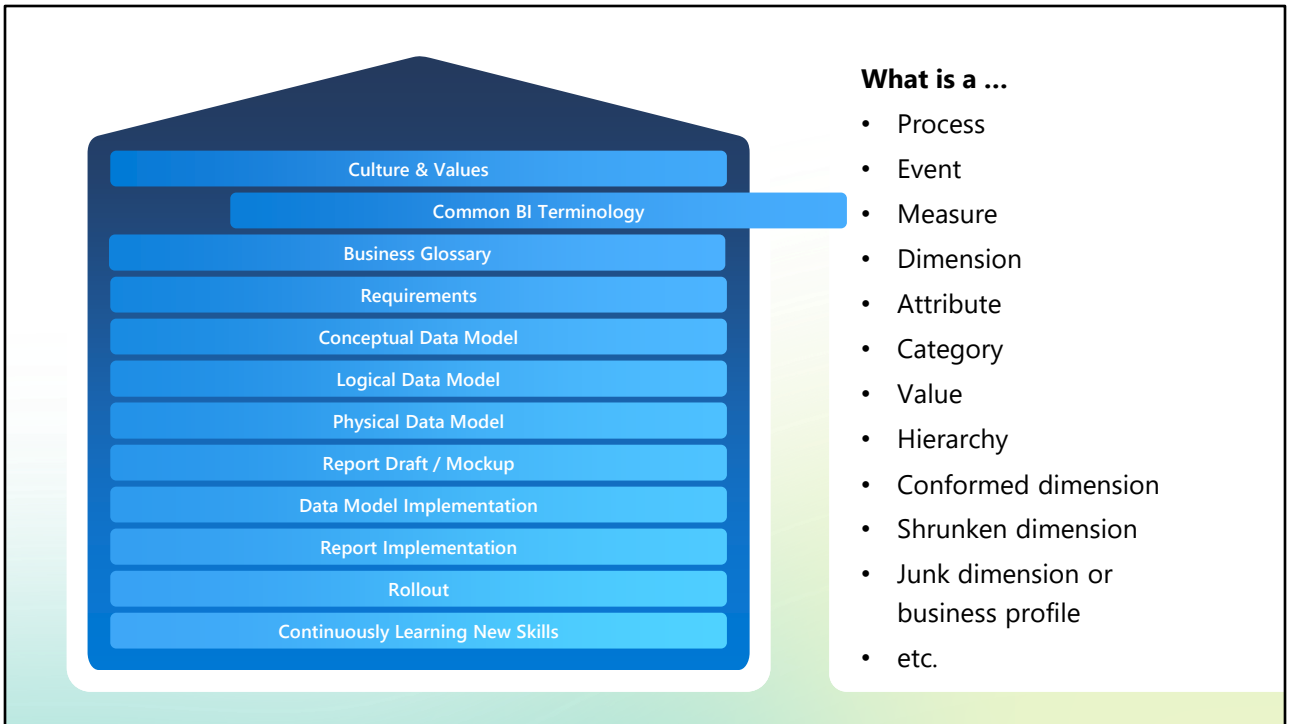 Culture & Values
Common BI Terminology
Business Glossary
Requirements
Conceptual Data Model
Logical Data Model
Physical Data Model
Report Draft / Mockup
Data Model Implementation
Report Implementation
Rollout
Continuously Learning New Skills
What is a …
• Process
• Event
• Measure
• Dimension
• Attribute
• Category
• Value
• Hierarchy
• Conformed dimension
• Shrunken dimension
• Junk dimension or
business profile
• etc.